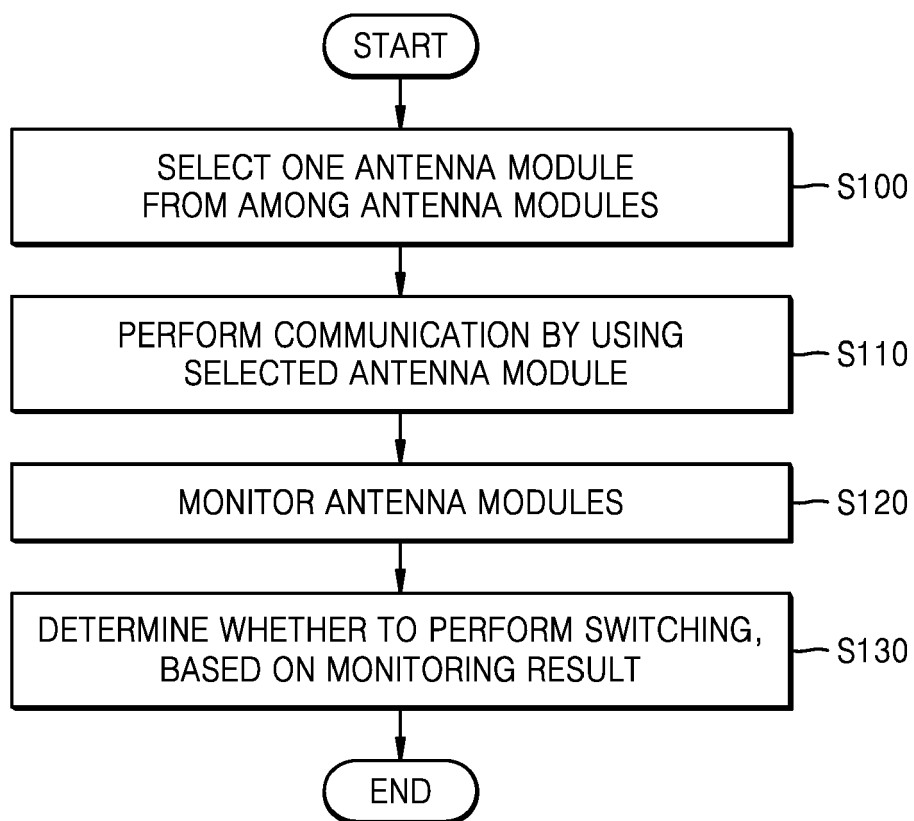 START
SELECT ONE ANTENNA MODULE
FROM AMONG ANTENNA MODULES
S100
PERFORM COMMUNICATION BY USING
SELECTED ANTENNA MODULE
S110
MONITOR ANTENNA MODULES
S120
DETERMINE WHETHER TO PERFORM SWITCHING,
BASED ON MONITORING RESULT
S130
END